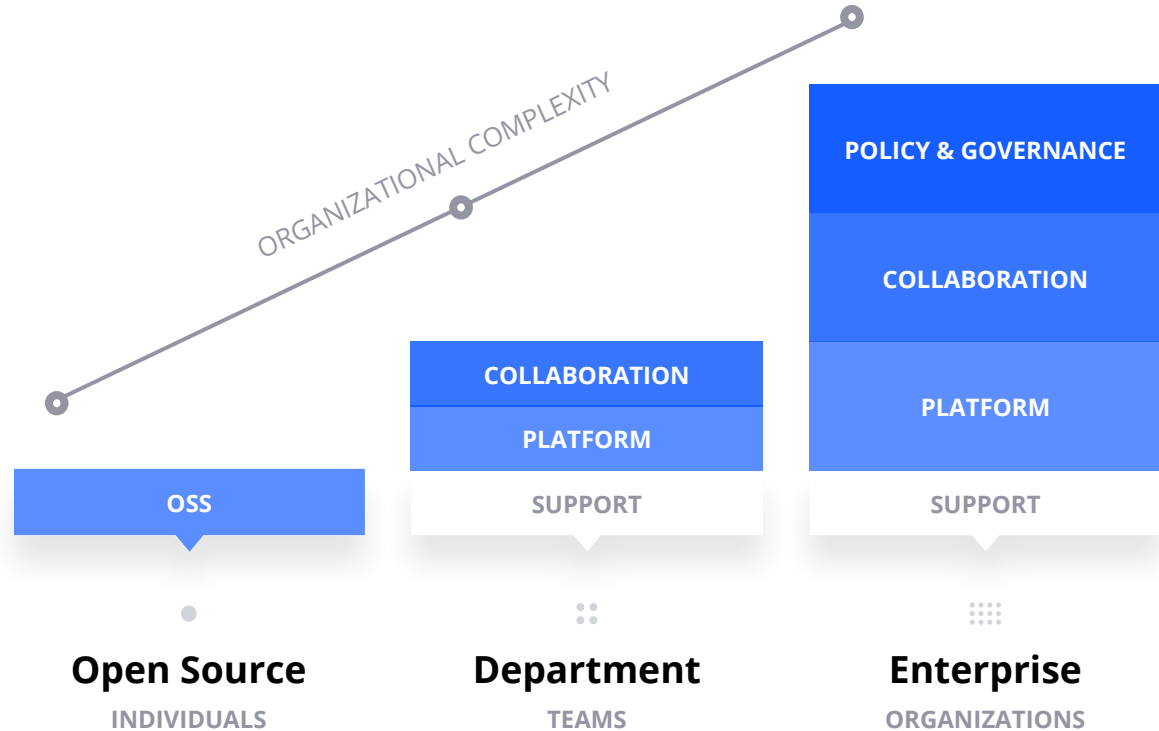 ORGANIZATIONAL COMPLEXITY
OSS
Open Source
INDIVIDUALS
COLLABORATION
PLATFORM
SUPPORT
Department
TEAMS
POLICY & GOVERNANCE
COLLABORATION
PLATFORM
SUPPORT
Enterprise
ORGANIZATIONS